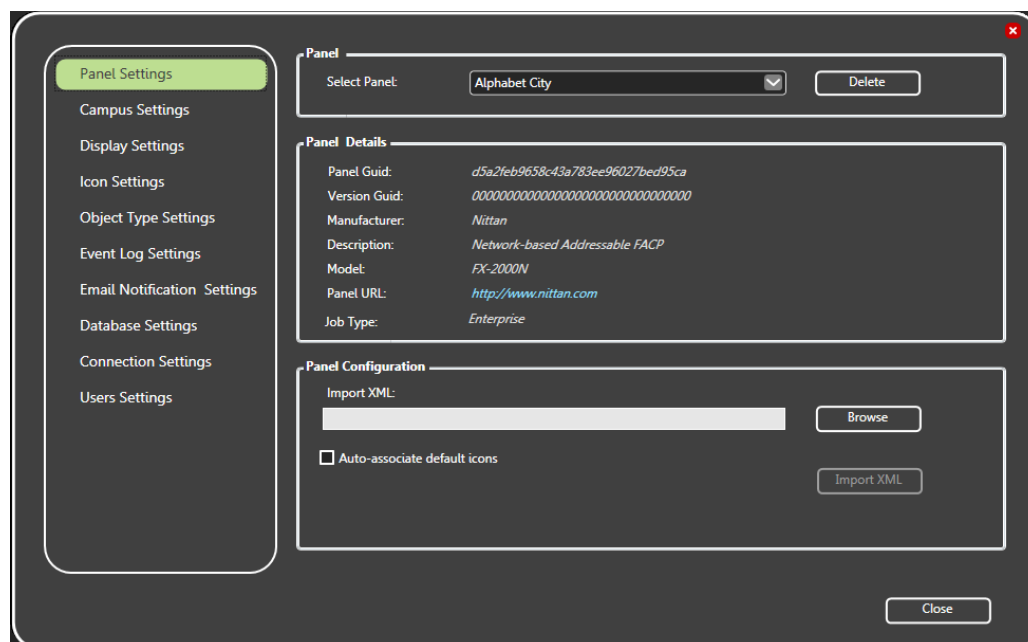 Panel Settings
Campus Settings
Display Settings
Icon Settings
Object Type Settings
Event Log Settings
Email Notification Settings
Database Settings
Connection Settings
Users Settings
Panel
Select Panel: Alphabet City Delete
Panel Details
Panel Guid: d5a2feb9658c43a783ee96027bed95ca
Version Guid: 00000000000000000000000000000000
Manufacturer: Nittan
Description: Network-based Addressable FACP
Model: FX-2000N
Panel URL: http://www.nittan.com
Job Type: Enterprise
Panel Configuration
Import XML:
Browse
Auto-associate default icons
Import XML
Close